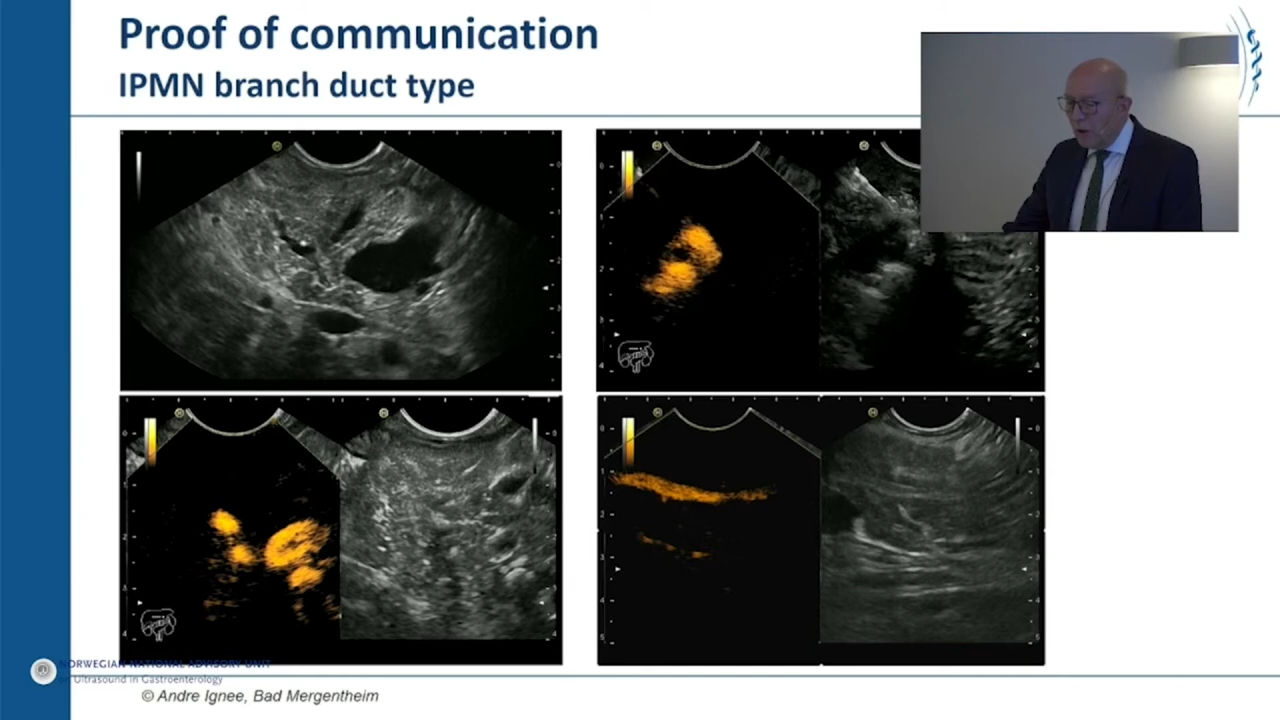 Proof of communication
IPMN branch duct type
NORWEGIAN NATIONAL ADVISORY UNIT
on Ultrasound in Gastroenterology
© Andre Ignee, Bad Mergentheim